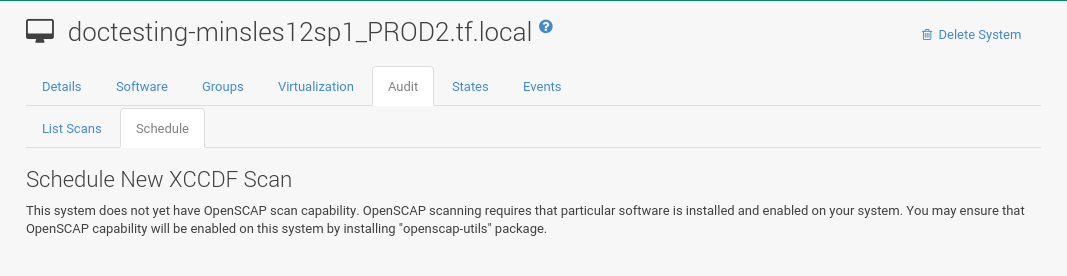 doctesting-minsles12sp1_PROD2.tf.local ?
Delete System
Details Software Groups Virtualization Audit States Events
List Scans Schedule
Schedule New XCCDF Scan
This system does not yet have OpenSCAP scan capability. OpenSCAP scanning requires that particular software is installed and enabled on your system. You may ensure that
OpenSCAP capability will be enabled on this system by installing "openscap-utils" package.